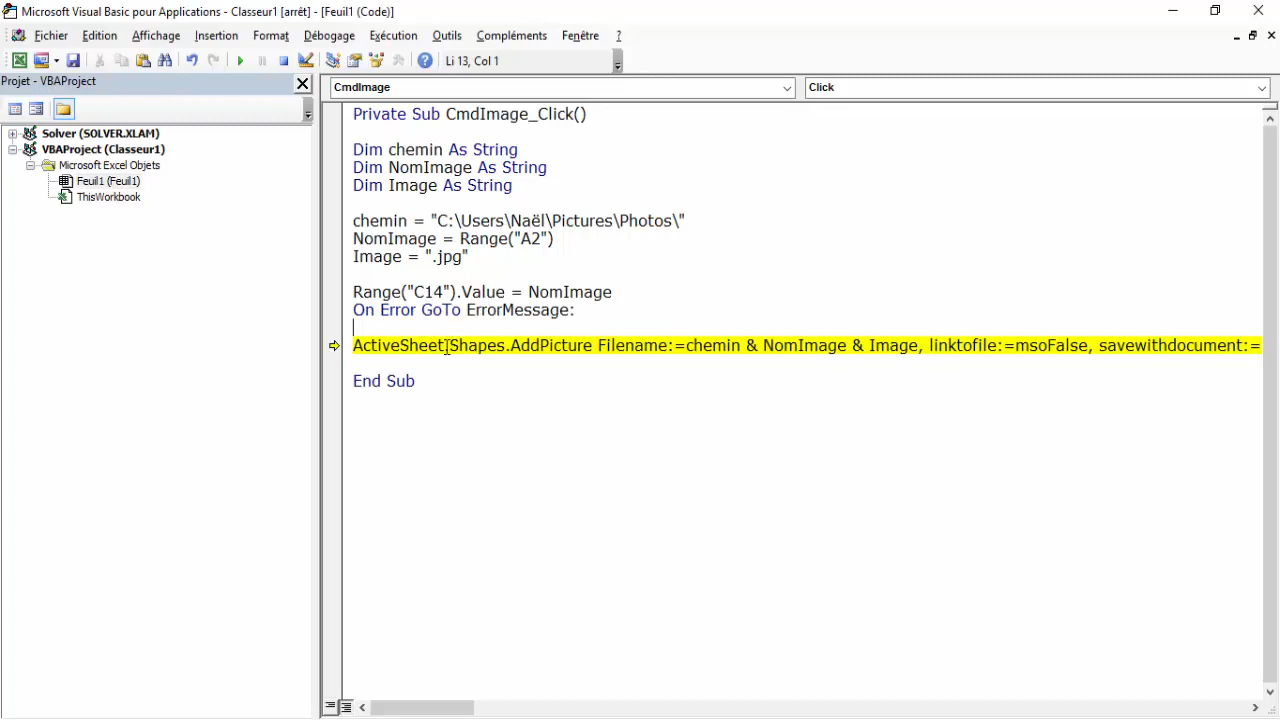 Microsoft Visual Basic pour Applications - Classeur1 [arrêt] - [Feuil1 (Code)]
Fichier Edition Affichage Insertion Format Débogage Exécution Outils Compléments Fenêtre ?
Li 13, Col 1
Projet - VBAProject
CmdImage
Click
Solver (SOLVER.XLAM)
VBAProject (Classeur1)
Microsoft Excel Objets
Feuil1 (Feuil1)
ThisWorkbook
Private Sub CmdImage_Click()
Dim chemin As String
Dim NomImage As String
Dim Image As String
chemin = "C:\Users\Naël\Pictures\Photos\"
NomImage = Range("A2")
Image = ".jpg"
Range("C14").Value = NomImage
On Error GoTo ErrorMessage:
ActiveSheet.Shapes.AddPicture Filename:=chemin & NomImage & Image, linktofile:=msoFalse, savewithdocument:=
End Sub